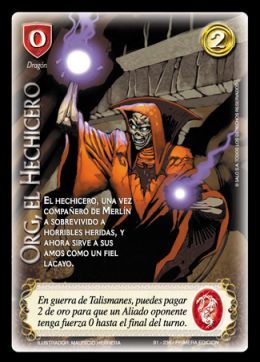 0
2
Dragón
ORG, EL HECHICERO
EL HECHICERO, UNA VEZ
COMPAÑERO DE MERLÍN
A SOBREVIVIDO A
HORRIBLES HERIDAS, Y
AHORA SIRVE A SUS
AMOS COMO UN FIEL
LACAYO.
En guerra de Talismanes, puedes pagar
2 de oro para que un Aliado oponente
tenga fuerza 0 hasta el final del turno.
ILUSTRADOR: MAURICIO HERRERA
PRIMERA EDICION